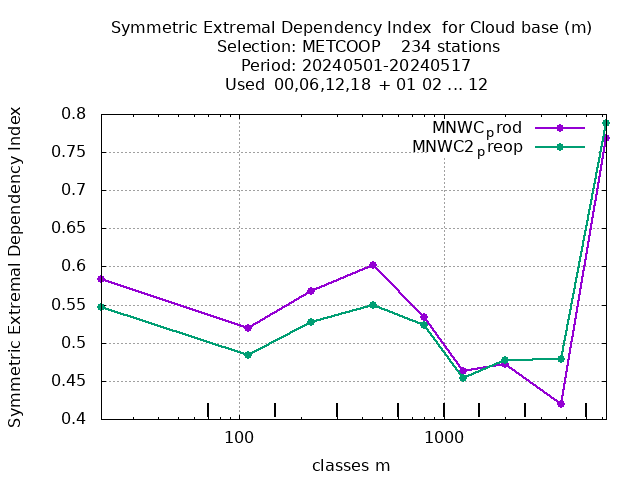 Symmetric Extremal Dependency Index for Cloud base (m)
Selection: METCOOP 234 stations
Period: 20240501-20240517
Used 00,06,12,18 + 01 02 ... 12
Symmetric Extremal Dependency Index
0.8
0.75
0.7
0.65
0.6
0.55
0.5
0.45
0.4
MNWCprod
MNWC2preop
100
1000
classes m